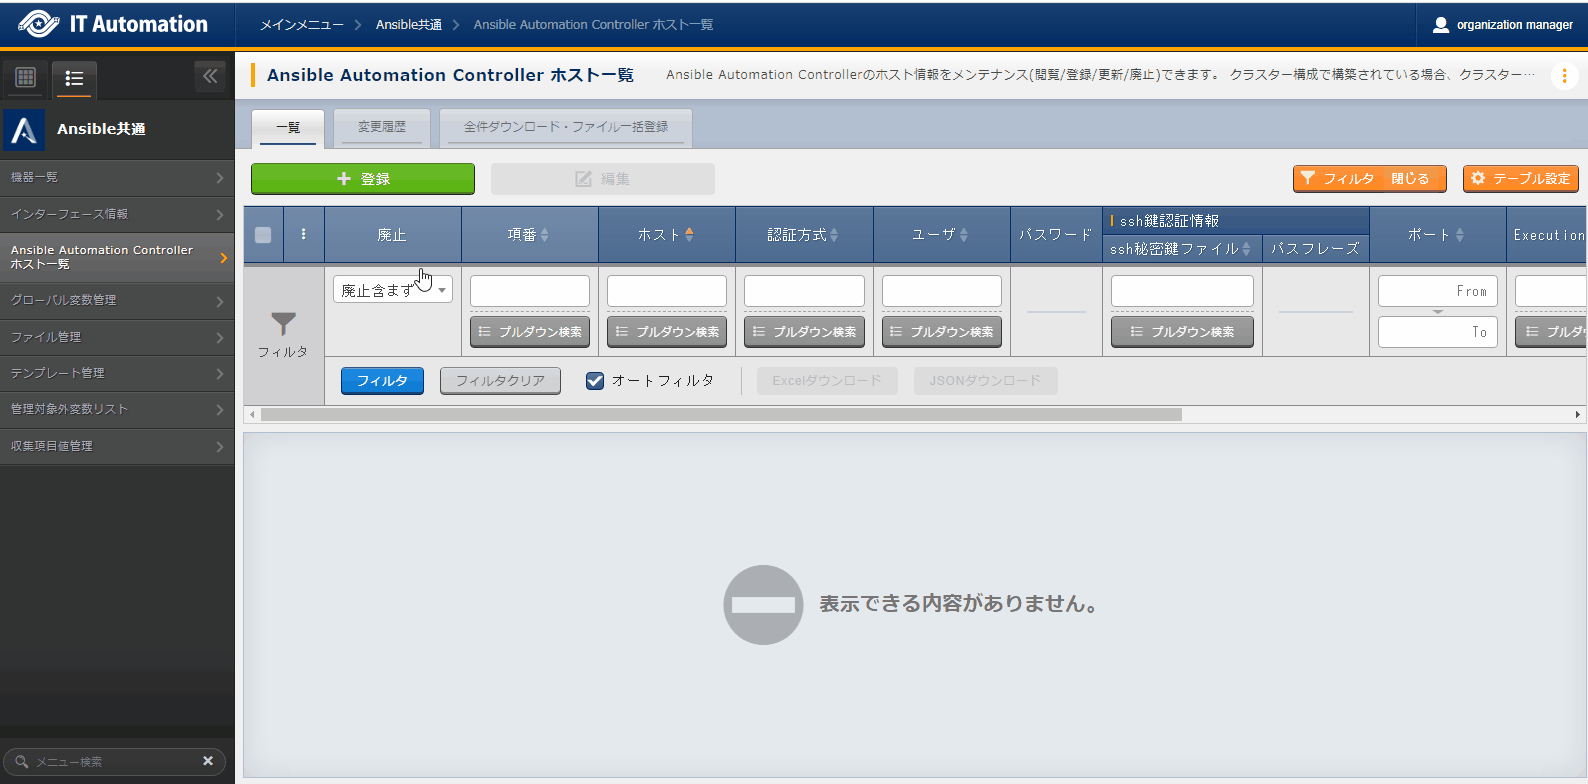 IT Automation
メインメニュー
Ansible共通
Ansible Automation Controller ホスト一覧
organization manager
Ansible共通
機器一覧
インターフェース情報
Ansible Automation Controller
ホスト一覧
グローバル変数管理
ファイル管理
テンプレート管理
管理対象外変数リスト
収集項目値管理
メニュー検索
Ansible Automation Controller ホスト一覧
Ansible Automation Controllerのホスト情報をメンテナンス(閲覧/登録/更新/廃止)できます。 クラスター構成で構築されている場合、クラスター…
一覧
変更履歴
全件ダウンロード・ファイル一括登録
登録
編集
フィルタ 閉じる
テーブル設定
廃止
項番
ホスト
認証方式
ユーザ
パスワード
ssh鍵認証情報
ssh秘密鍵ファイル
パスフレーズ
ポート
Execution
フィルタ
廃止含まず
プルダウン検索
プルダウン検索
プルダウン検索
プルダウン検索
プルダウン検索
From
To
プルダ
フィルタ
フィルタクリア
オートフィルタ
Excelダウンロード
JSONダウンロード
表示できる内容がありません。